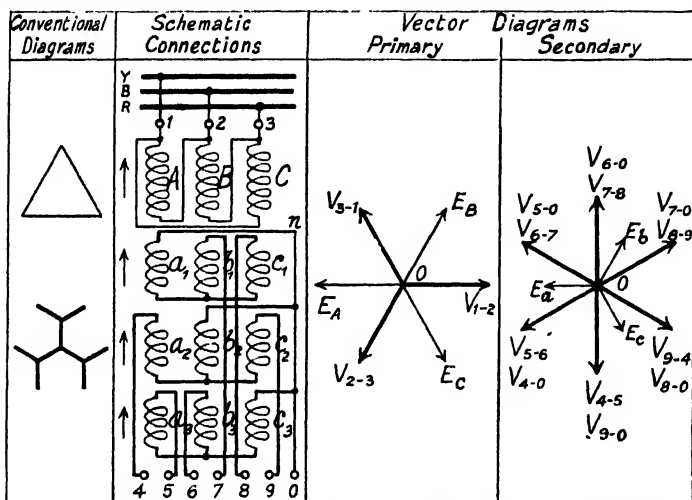 Conventional Diagrams
Schematic Connections
Vector Diagrams
Primary
Secondary
Y
B
R
1 2 3
A B C
n
a1 b1 c1
a2 b2 c2
a3 b3 c3
4 5 6 7 8 9 0
V3-1
EB
EA
0
V1-2
V2-3
EC
V6-0
V7-8
V5-0
V6-7
Eb
V7-0
V8-9
Ea
0
V5-6
V4-0
Ec
V9-4
V8-0
V4-5
V9-0